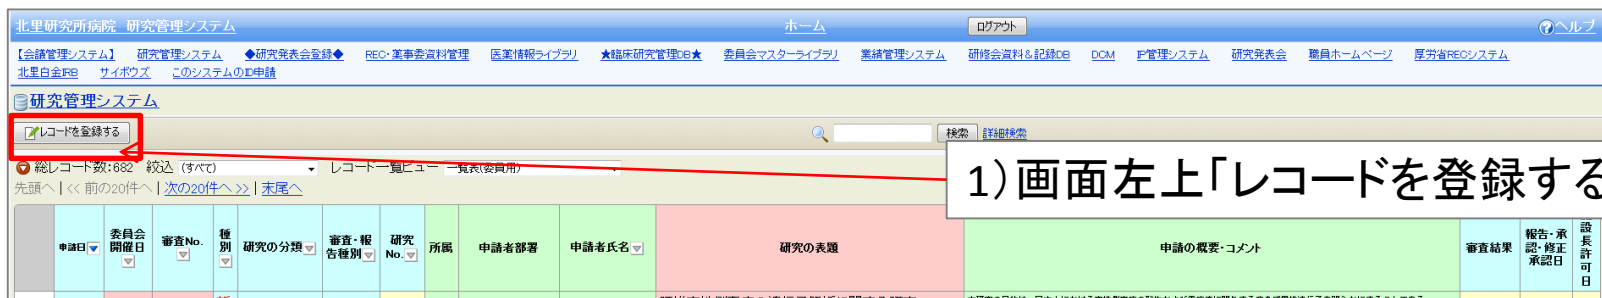 北里研究所病院 研究管理システム ホーム ログアウト ヘルプ
【会議管理システム】 研究管理システム ◆研究発表会登録◆ REC・薬事委資料管理 医薬情報ライブラリ ★臨床研究管理DB★ 委員会マスターライブラリ 業績管理システム 研修会資料&記録DB DCM IP管理システム 研究発表会 職員ホームページ 厚労省RECシステム
北里白金IRB サイボウズ このシステムのID申請
研究管理システム
レコードを登録する 検索 詳細検索
総レコード数:682 絞込 (すべて) レコード一覧ビュー 一覧表(委員用)
先頭へ | << 前の20件へ | 次の20件へ >> | 末尾へ
1)画面左上「レコードを登録する
申請日 委員会開催日 審査No. 種別 研究の分類 審査・報告種別 研究No. 所属 申請者部署 申請者氏名 研究の表題 申請の概要・コメント 審査結果 報告・承認・修正承認日 設長許可日